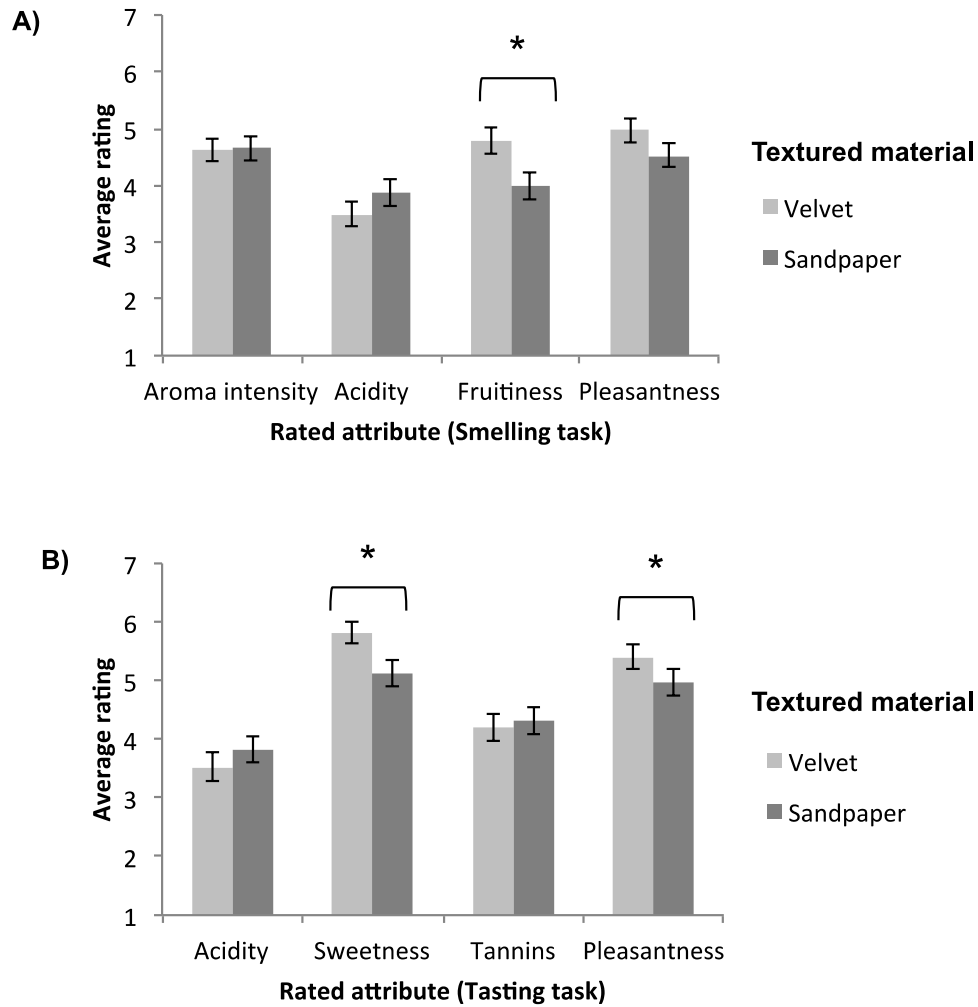 A)
7
6
5
4
3
2
1
Average rating
*
Aroma intensity Acidity Fruitiness Pleasantness
Rated attribute (Smelling task)
Textured material
Velvet
Sandpaper
B)
7
6
5
4
3
2
1
Average rating
*
*
Acidity Sweetness Tannins Pleasantness
Rated attribute (Tasting task)
Textured material
Velvet
Sandpaper